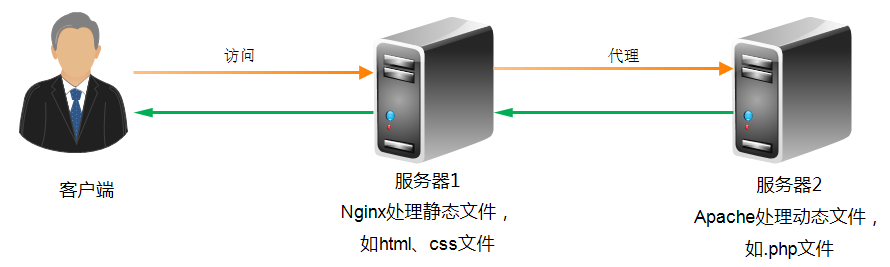 访问
代理
客户端
服务器1
Nginx处理静态文件，
如html、css文件
服务器2
Apache处理动态文件，
如.php文件